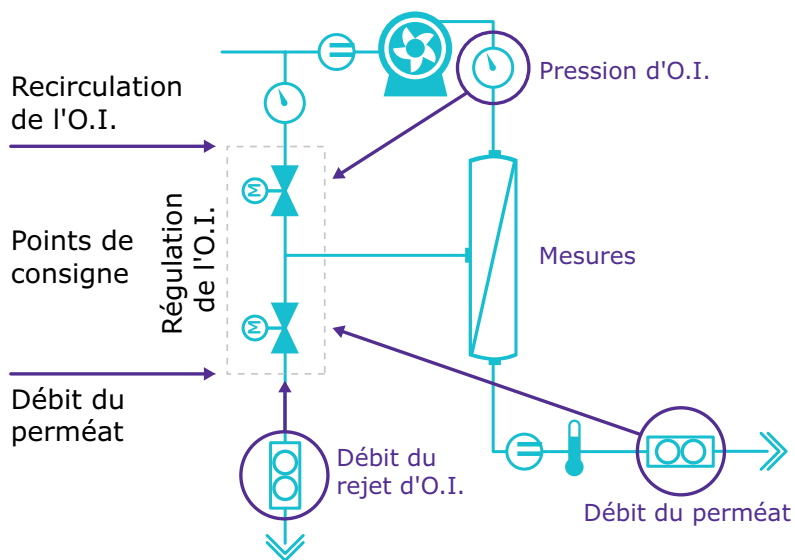 Recirculation
de l'O.I.
Pression d'O.I.
M
Régulation
de l'O.I.
Points de
consigne
Mesures
M
Débit du
perméat
Débit du
rejet d'O.I.
Débit du perméat